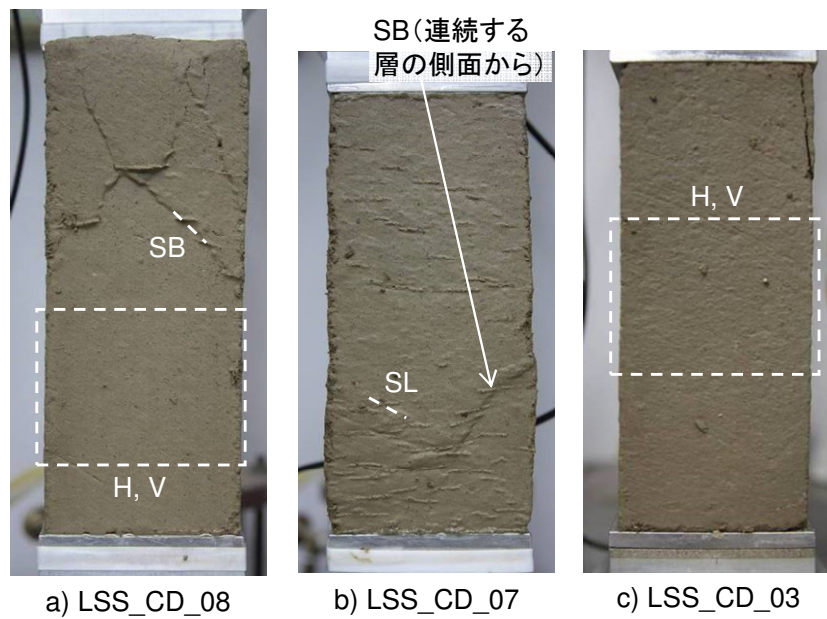 SB（連続する
層の側面から）
SB
H, V
SL
H, V
a) LSS_CD_08
b) LSS_CD_07
c) LSS_CD_03